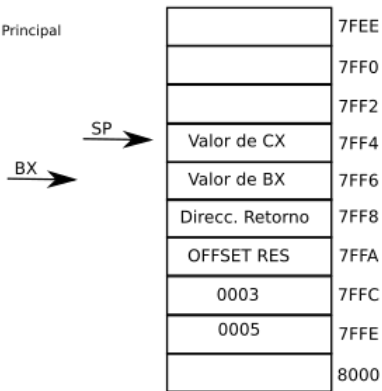 Principal
7FEE
7FF0
7FF2
SP
Valor de CX 7FF4
BX
Valor de BX 7FF6
Direcc. Retorno 7FF8
OFFSET RES 7FFA
0003 7FFC
0005 7FFE
8000